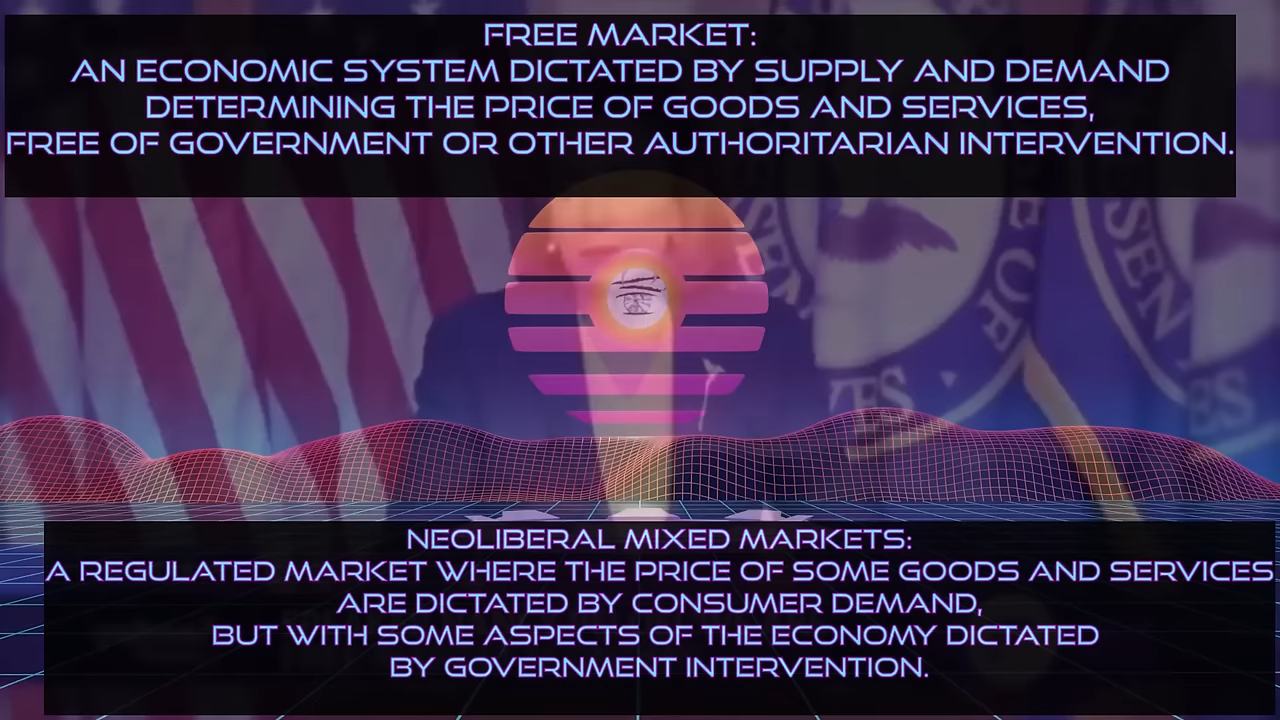 FREE MARKET:
AN ECONOMIC SYSTEM DICTATED BY SUPPLY AND DEMAND
DETERMINING THE PRICE OF GOODS AND SERVICES,
FREE OF GOVERNMENT OR OTHER AUTHORITARIAN INTERVENTION.
NEOLIBERAL MIXED MARKETS:
A REGULATED MARKET WHERE THE PRICE OF SOME GOODS AND SERVICES
ARE DICTATED BY CONSUMER DEMAND,
BUT WITH SOME ASPECTS OF THE ECONOMY DICTATED
BY GOVERNMENT INTERVENTION.